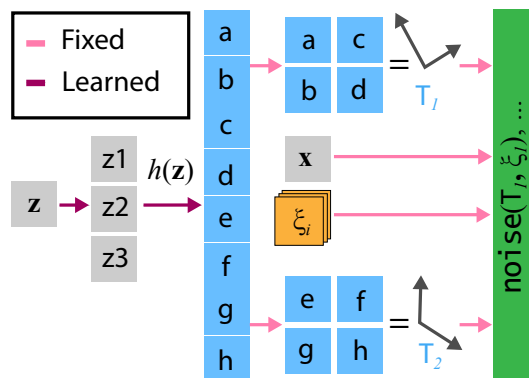 Fixed
Learned
z
z1
z2
z3
h(z)
a
b
c
d
e
f
g
h
a c
b d
= T1
x
ξi
e f
g h
= T2
noise(T1, ξ1), ...